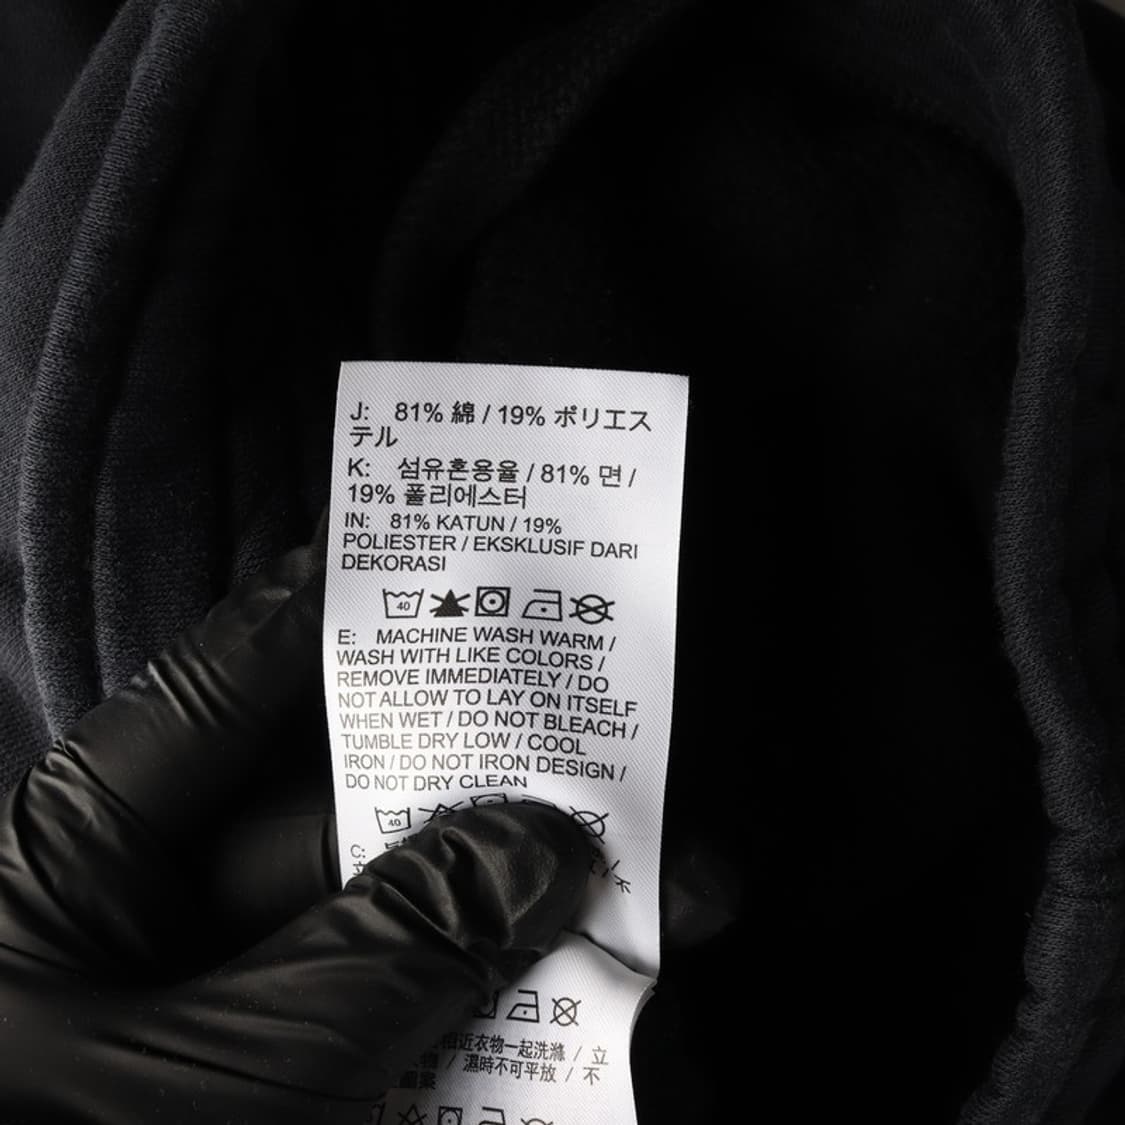 J: 81% 綿 / 19% ポリエス
テル
K: 섬유혼용율 / 81% 면 /
19% 폴리에스터
IN: 81% KATUN / 19%
POLIESTER / EKSKLUSIF DARI
DEKORASI
40
E: MACHINE WASH WARM /
WASH WITH LIKE COLORS /
REMOVE IMMEDIATELY / DO
NOT ALLOW TO LAY ON ITSELF
WHEN WET / DO NOT BLEACH /
TUMBLE DRY LOW / COOL
IRON / DO NOT IRON DESIGN /
DO NOT DRY CLEAN
40
相近衣物一起洗滌 / 立
/ 濕時不可平放 / 不
圖案